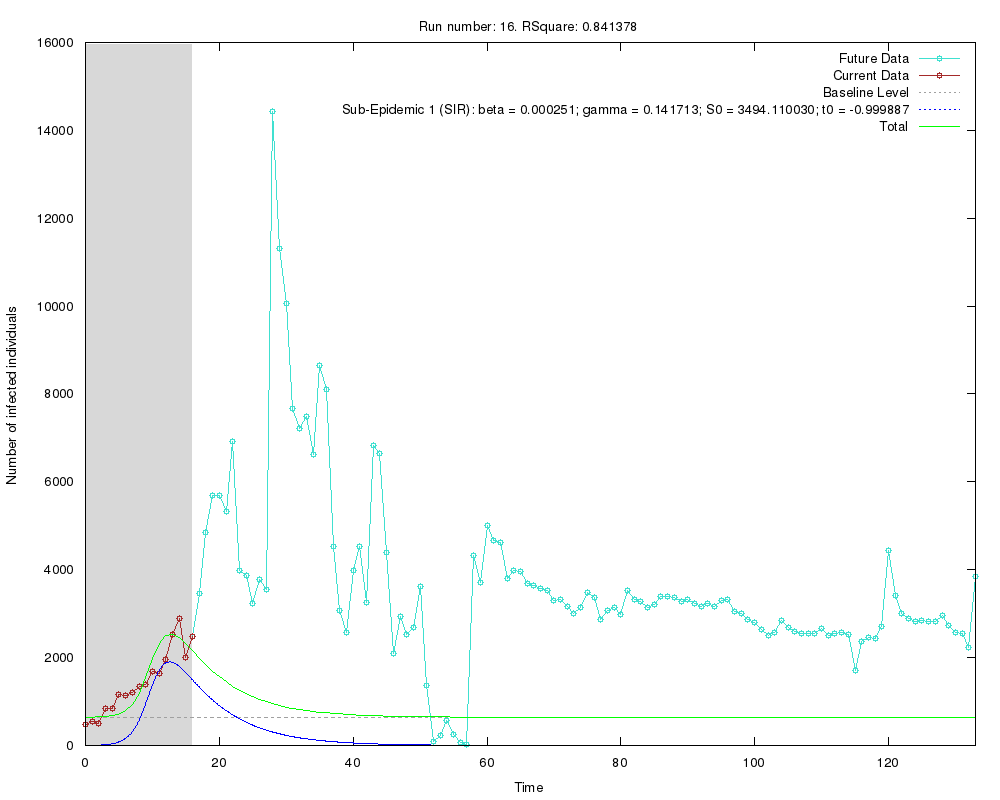 Run number: 16. RSquare: 0.841378
Future Data
Current Data
Baseline Level
Sub-Epidemic 1 (SIR): beta = 0.000251; gamma = 0.141713; S0 = 3494.110030; t0 = -0.999887
Total
Number of infected individuals
16000
14000
12000
10000
8000
6000
4000
2000
0
0 20 40 60 80 100 120
Time